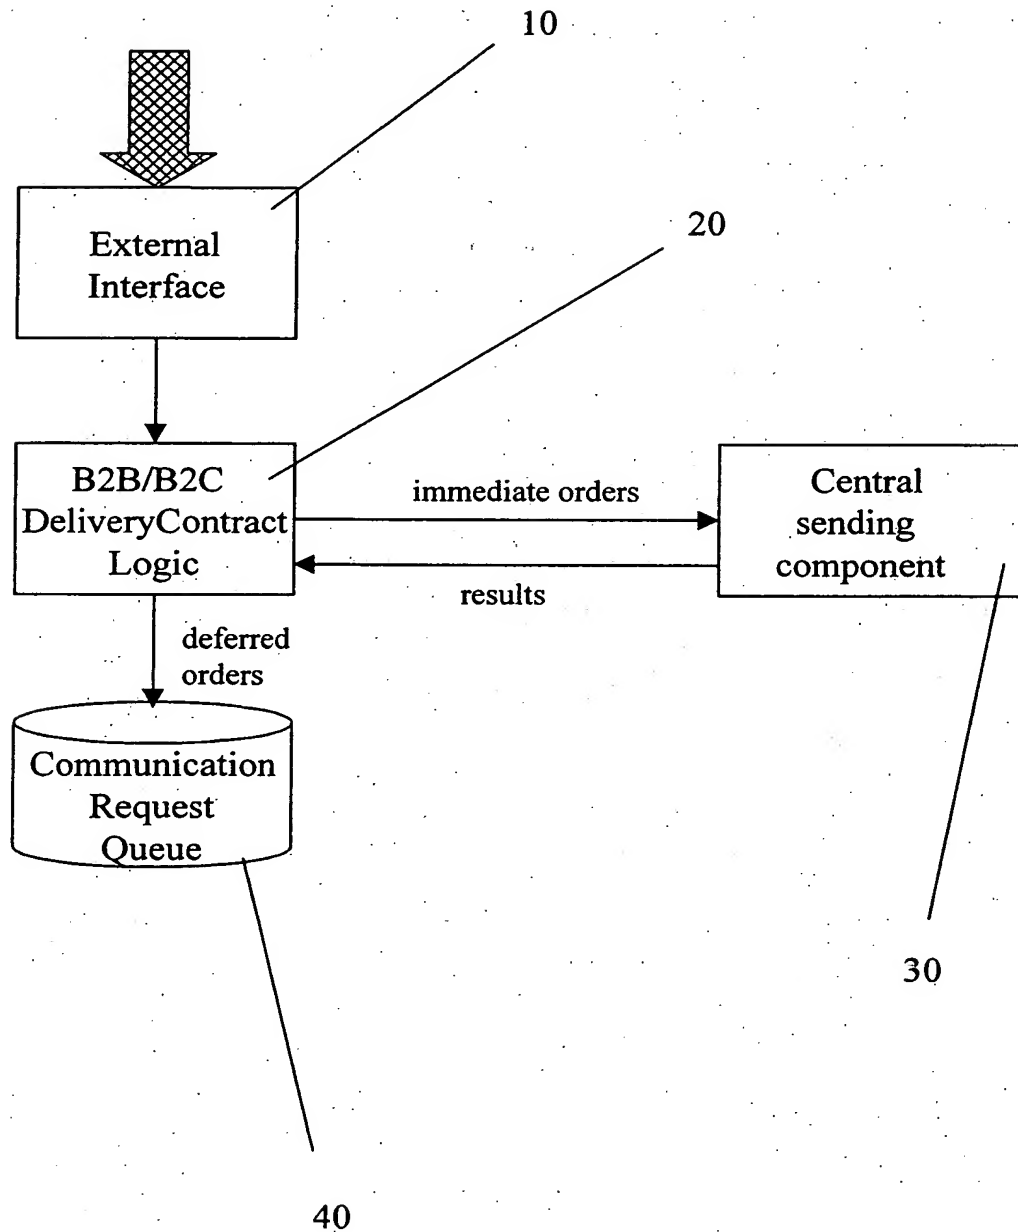 10
External
Interface
20
B2B/B2C
DeliveryContract
Logic
immediate orders
results
Central
sending
component
deferred
orders
Communication
Request
Queue
30
40